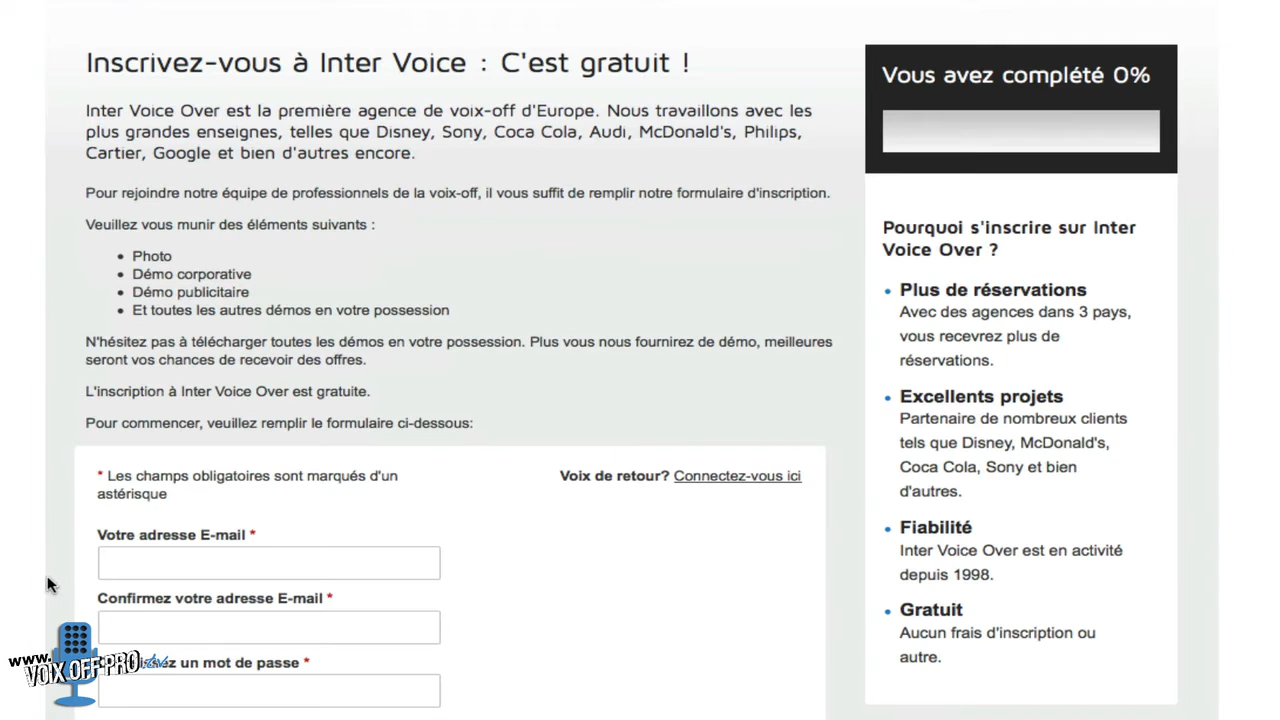 Inscrivez-vous à Inter Voice : C'est gratuit !
Inter Voice Over est la première agence de voix-off d'Europe. Nous travaillons avec les
plus grandes enseignes, telles que Disney, Sony, Coca Cola, Audi, McDonald's, Philips,
Cartier, Google et bien d'autres encore.
Pour rejoindre notre équipe de professionnels de la voix-off, il vous suffit de remplir notre formulaire d'inscription.
Veuillez vous munir des éléments suivants :
• Photo
• Démo corporative
• Démo publicitaire
• Et toutes les autres démos en votre possession
N'hésitez pas à télécharger toutes les démos en votre possession. Plus vous nous fournirez de démo, meilleures
seront vos chances de recevoir des offres.
L'inscription à Inter Voice Over est gratuite.
Pour commencer, veuillez remplir le formulaire ci-dessous:
* Les champs obligatoires sont marqués d'un
astérisque
Voix de retour? Connectez-vous ici
Votre adresse E-mail *
Confirmez votre adresse E-mail *
un mot de passe *
www.
VOIX OFF PRO.tv
Vous avez complété 0%
Pourquoi s'inscrire sur Inter
Voice Over ?
• Plus de réservations
Avec des agences dans 3 pays,
vous recevrez plus de
réservations.
• Excellents projets
Partenaire de nombreux clients
tels que Disney, McDonald's,
Coca Cola, Sony et bien
d'autres.
• Fiabilité
Inter Voice Over est en activité
depuis 1998.
• Gratuit
Aucun frais d'inscription ou
autre.